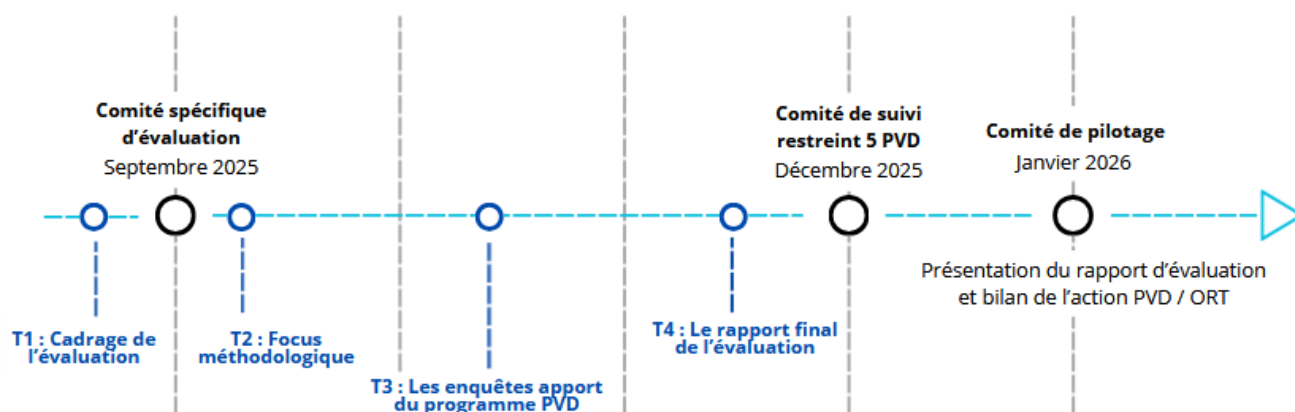 Comité spécifique
d’évaluation
Septembre 2025
Comité de suivi
restreint 5 PVD
Décembre 2025
Comité de pilotage
Janvier 2026
Présentation du rapport d’évaluation
et bilan de l’action PVD / ORT
T1 : Cadrage de
l’évaluation
T2 : Focus
méthodologique
T3 : Les enquêtes apport
du programme PVD
T4 : Le rapport final
de l’évaluation